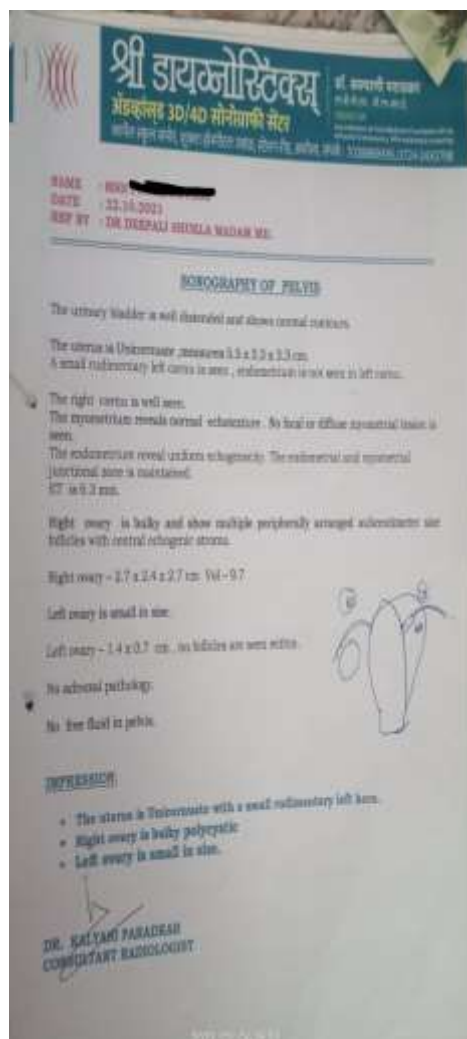 श्री डायग्नोस्टिक्स्
ॲडव्हान्स्ड 3D/4D सोनोग्राफी सेंटर
डॉ. कल्याणी
NAME :
DATE : 22.10.2021
REF BY : DR DEEPALI SHUKLA MADAM MS.
SONOGRAPHY OF PELVIS
The urinary bladder is well distended and shows normal contours.
The uterus is Unicornuate ,measures 5.3 x 3.2 x 3.3 cm.
A small rudimentary left cornu is seen , endometrium is not seen in left cornu.
The right cornu is well seen.
The myometrium reveals normal echotexture . No focal or diffuse myometrial lesion is
seen.
The endometrium reveal uniform echogenicity. The endometrial and myometrial
junctional zone is maintained.
ET is 6.3 mm.
Right ovary is bulky and show multiple peripherally arranged subcentimeter size
follicles with central echogenic stroma.
Right ovary – 2.7 x 2.4 x 2.7 cm Vol – 9.7
Left ovary is small in size.
Left ovary – 1.4 x 0.7 cm , no follicles are seen within .
No adnexal pathology.
No free fluid in pelvis.
IMPRESSION:
• The uterus is Unicornuate with a small rudimentary left horn.
• Right ovary is bulky polycystic
• Left ovary is small in size.
DR. KALYANI PARADKAR
CONSULTANT RADIOLOGIST